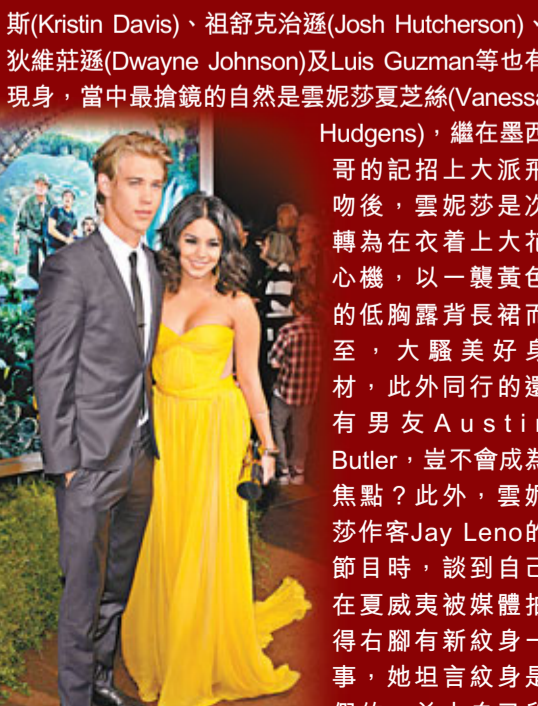 斯(Kristin Davis)、祖舒克治遜(Josh Hutcherson)、
狄維莊遜(Dwayne Johnson)及Luis Guzman等也有
現身，當中最搶鏡的自然是雲妮莎夏芝絲(Vanessa
Hudgens)，繼在墨西
哥的記招上大派飛
吻後，雲妮莎是次
轉為在衣着上大花
心機，以一襲黃色
的低胸露背長裙而
至，大騷美好身
材，此外同行的還
有男友Austin
Butler，豈不會成為
焦點？此外，雲妮
莎作客Jay Leno的
節目時，談到自己
在夏威夷被媒體拍
得右腳有新紋身一
事，她坦言紋身是